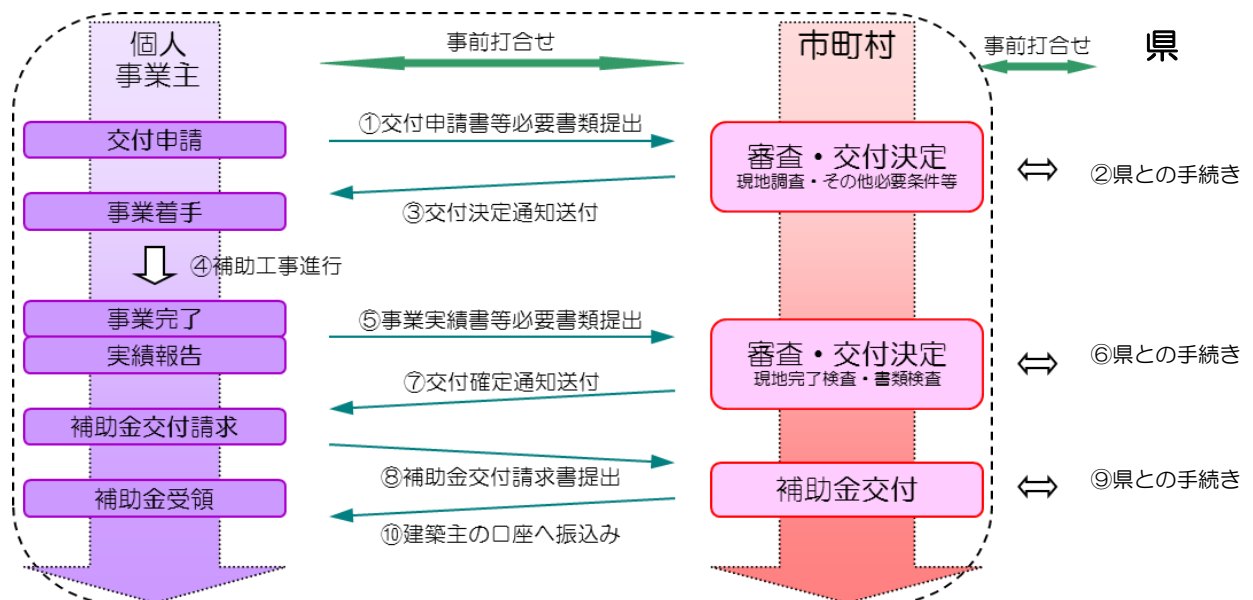 個人
事業主
事前打合せ
市町村
事前打合せ
県
交付申請
①交付申請書等必要書類提出
審査・交付決定
現地調査・その他必要条件等
②県との手続き
事業着手
③交付決定通知送付
④補助工事進行
事業完了
⑤事業実績書等必要書類提出
実績報告
審査・交付決定
現地完了検査・書類検査
⑥県との手続き
⑦交付確定通知送付
補助金交付請求
⑧補助金交付請求書提出
補助金交付
⑨県との手続き
補助金受領
⑩建築主の口座へ振込み